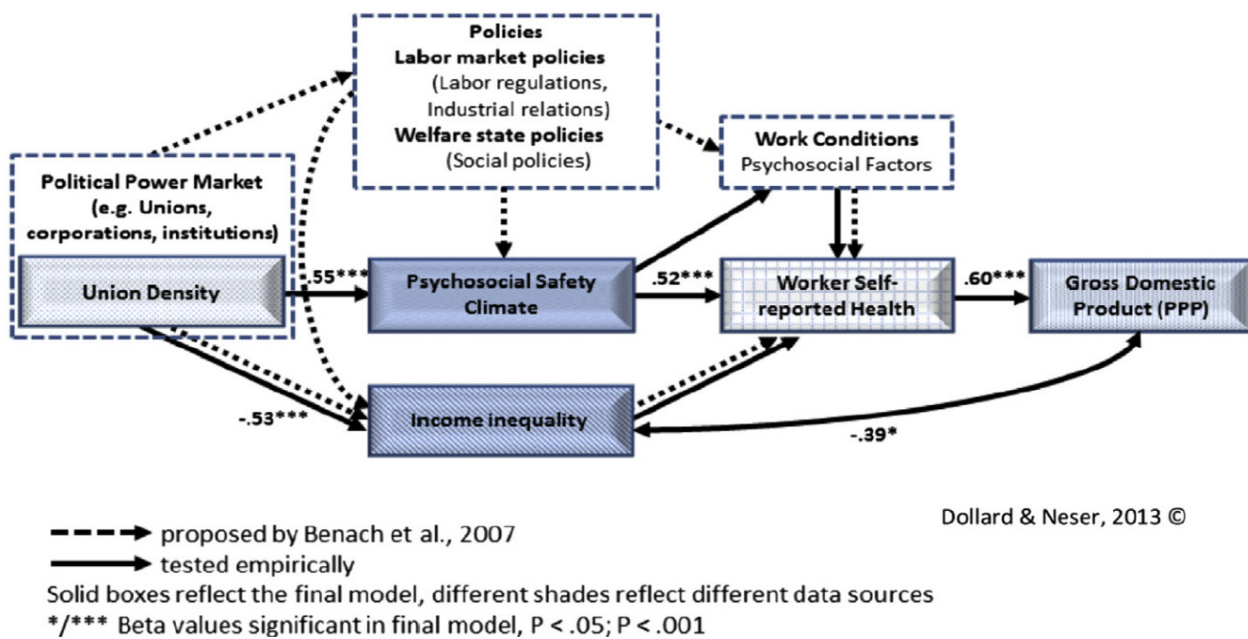 Policies
Labor market policies
(Labor regulations,
Industrial relations)
Welfare state policies
(Social policies)
Work Conditions
Psychosocial Factors
Political Power Market
(e.g. Unions,
corporations, institutions)
Union Density
.55***
Psychosocial Safety
Climate
.52***
Worker Self-
reported Health
.60***
Gross Domestic
Product (PPP)
-.53***
Income inequality
-.39*
Dollard & Neser, 2013 ©
proposed by Benach et al., 2007
tested empirically
Solid boxes reflect the final model, different shades reflect different data sources
*/*** Beta values significant in final model, P < .05; P < .001